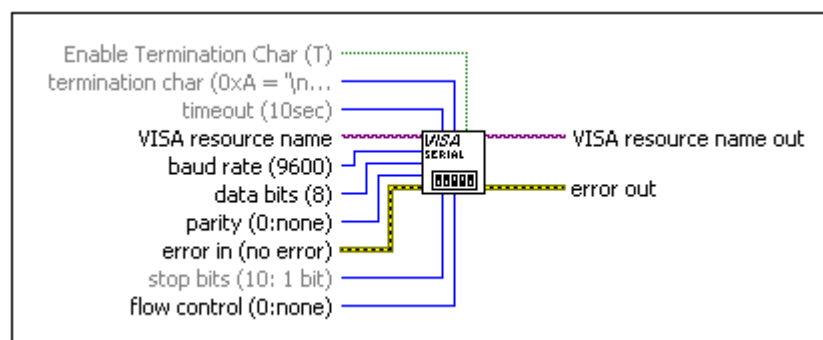 Enable Termination Char (T)
termination char (0xA = "\n...
timeout (10sec)
VISA resource name
baud rate (9600)
data bits (8)
parity (0:none)
error in (no error)
stop bits (10: 1 bit)
flow control (0:none)
VISA
SERIAL
VISA resource name out
error out